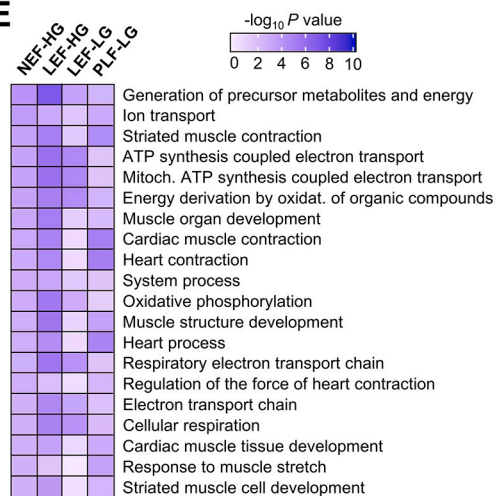 E
NEF-HG LEF-HG LEF-LG PLF-LG
-log10 P value
0 2 4 6 8 10
Generation of precursor metabolites and energy
Ion transport
Striated muscle contraction
ATP synthesis coupled electron transport
Mitoch. ATP synthesis coupled electron transport
Energy derivation by oxidat. of organic compounds
Muscle organ development
Cardiac muscle contraction
Heart contraction
System process
Oxidative phosphorylation
Muscle structure development
Heart process
Respiratory electron transport chain
Regulation of the force of heart contraction
Electron transport chain
Cellular respiration
Cardiac muscle tissue development
Response to muscle stretch
Striated muscle cell development